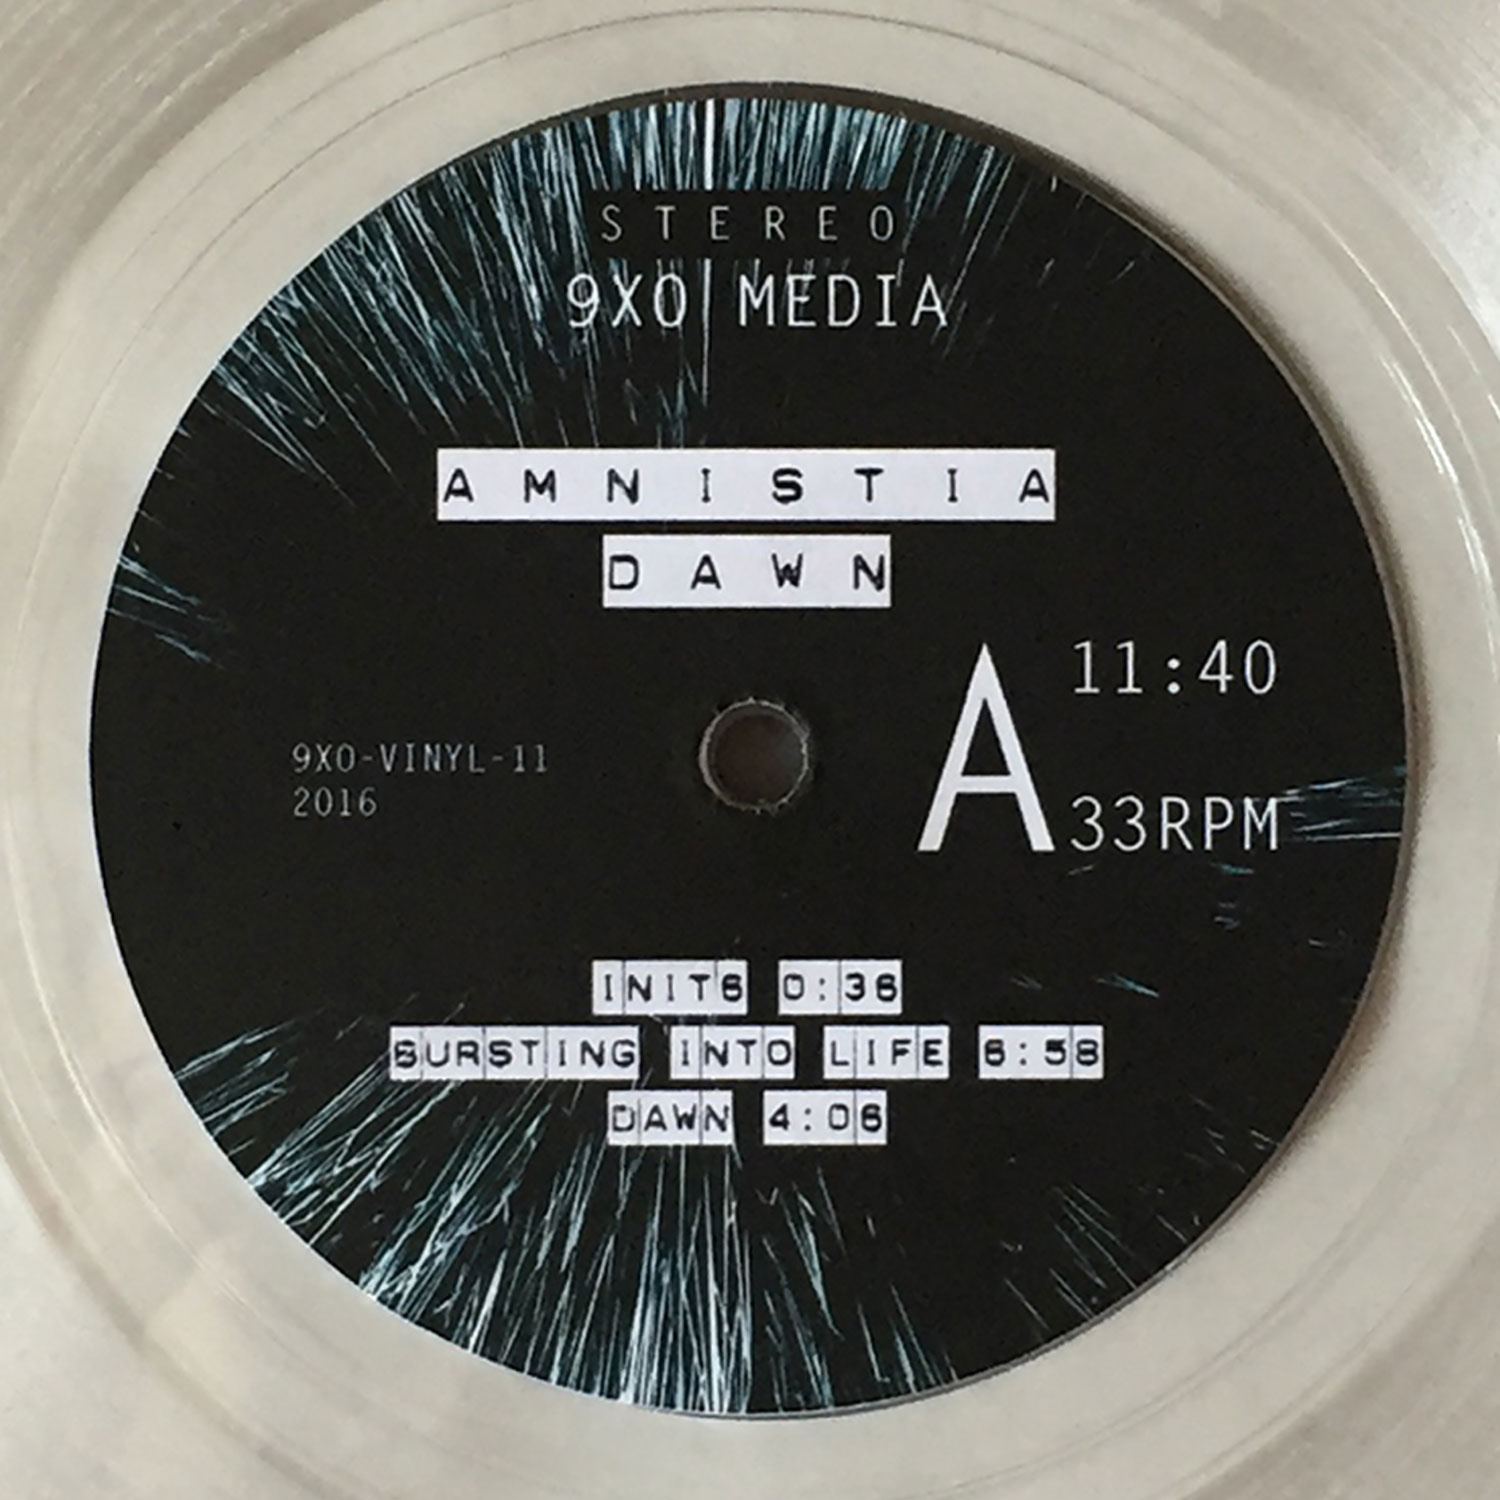 STEREO
9XO MEDIA
AMNISTIA
DAWN
11:40
A
33RPM
9XO-VINYL-11
2016
INIT6 0:36
BURSTING INTO LIFE 6:58
DAWN 4:06